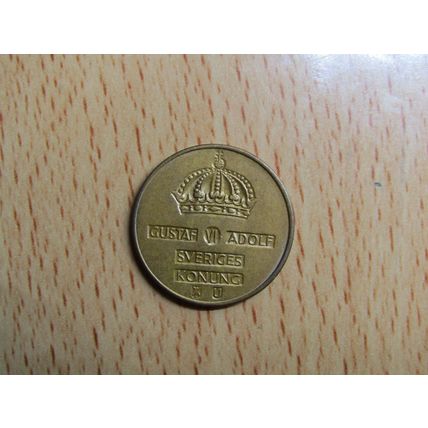 GUSTAF VI ADOLF
SVERIGES
KONUNG
U